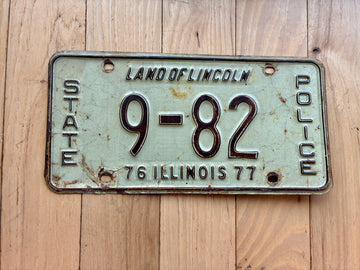 LAND OF LINCOLN
STATE
9-82
POLICE
76 ILLINOIS 77